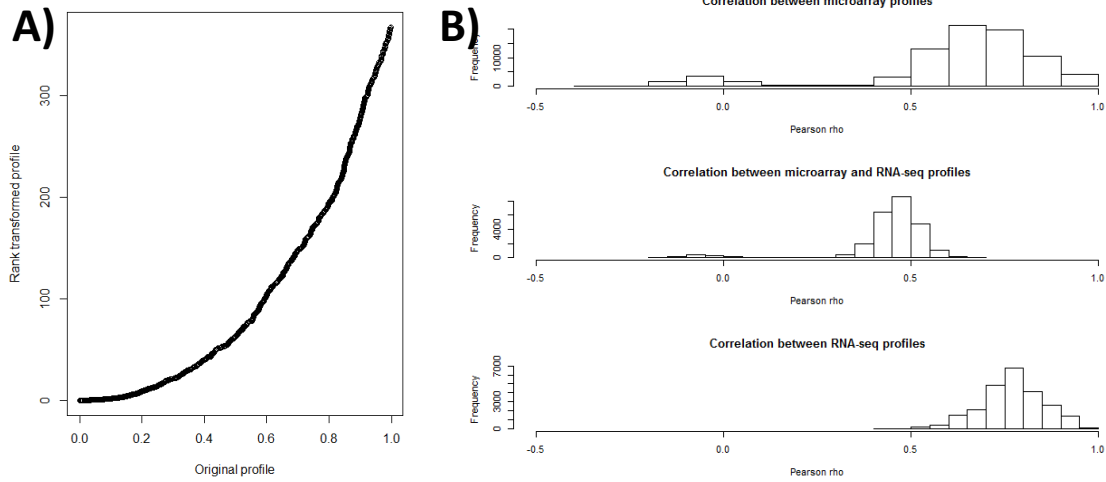 A)
Rank transformed profile
300
200
100
0
0.0 0.2 0.4 0.6 0.8 1.0
Original profile
B)
Correlation between microarray profiles
Frequency
10000
0
-0.5 0.0 0.5 1.0
Pearson rho
Correlation between microarray and RNA-seq profiles
Frequency
4000
0
-0.5 0.0 0.5 1.0
Pearson rho
Correlation between RNA-seq profiles
Frequency
7000
3000
0
-0.5 0.0 0.5 1.0
Pearson rho